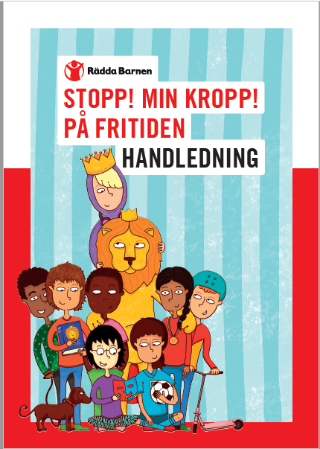 Rädda Barnen
STOPP! MIN KROPP!
PÅ FRITIDEN
HANDLEDNING